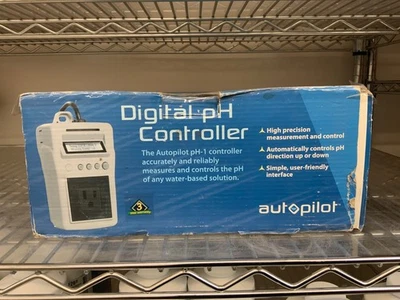 Digital pH
Controller
The Autopilot pH-1 controller
accurately and reliably
measures and controls the pH
of any water-based solution.
High precision
measurement and control
Automatically controls pH
direction up or down
Simple, user-friendly
interface
3
autopilot